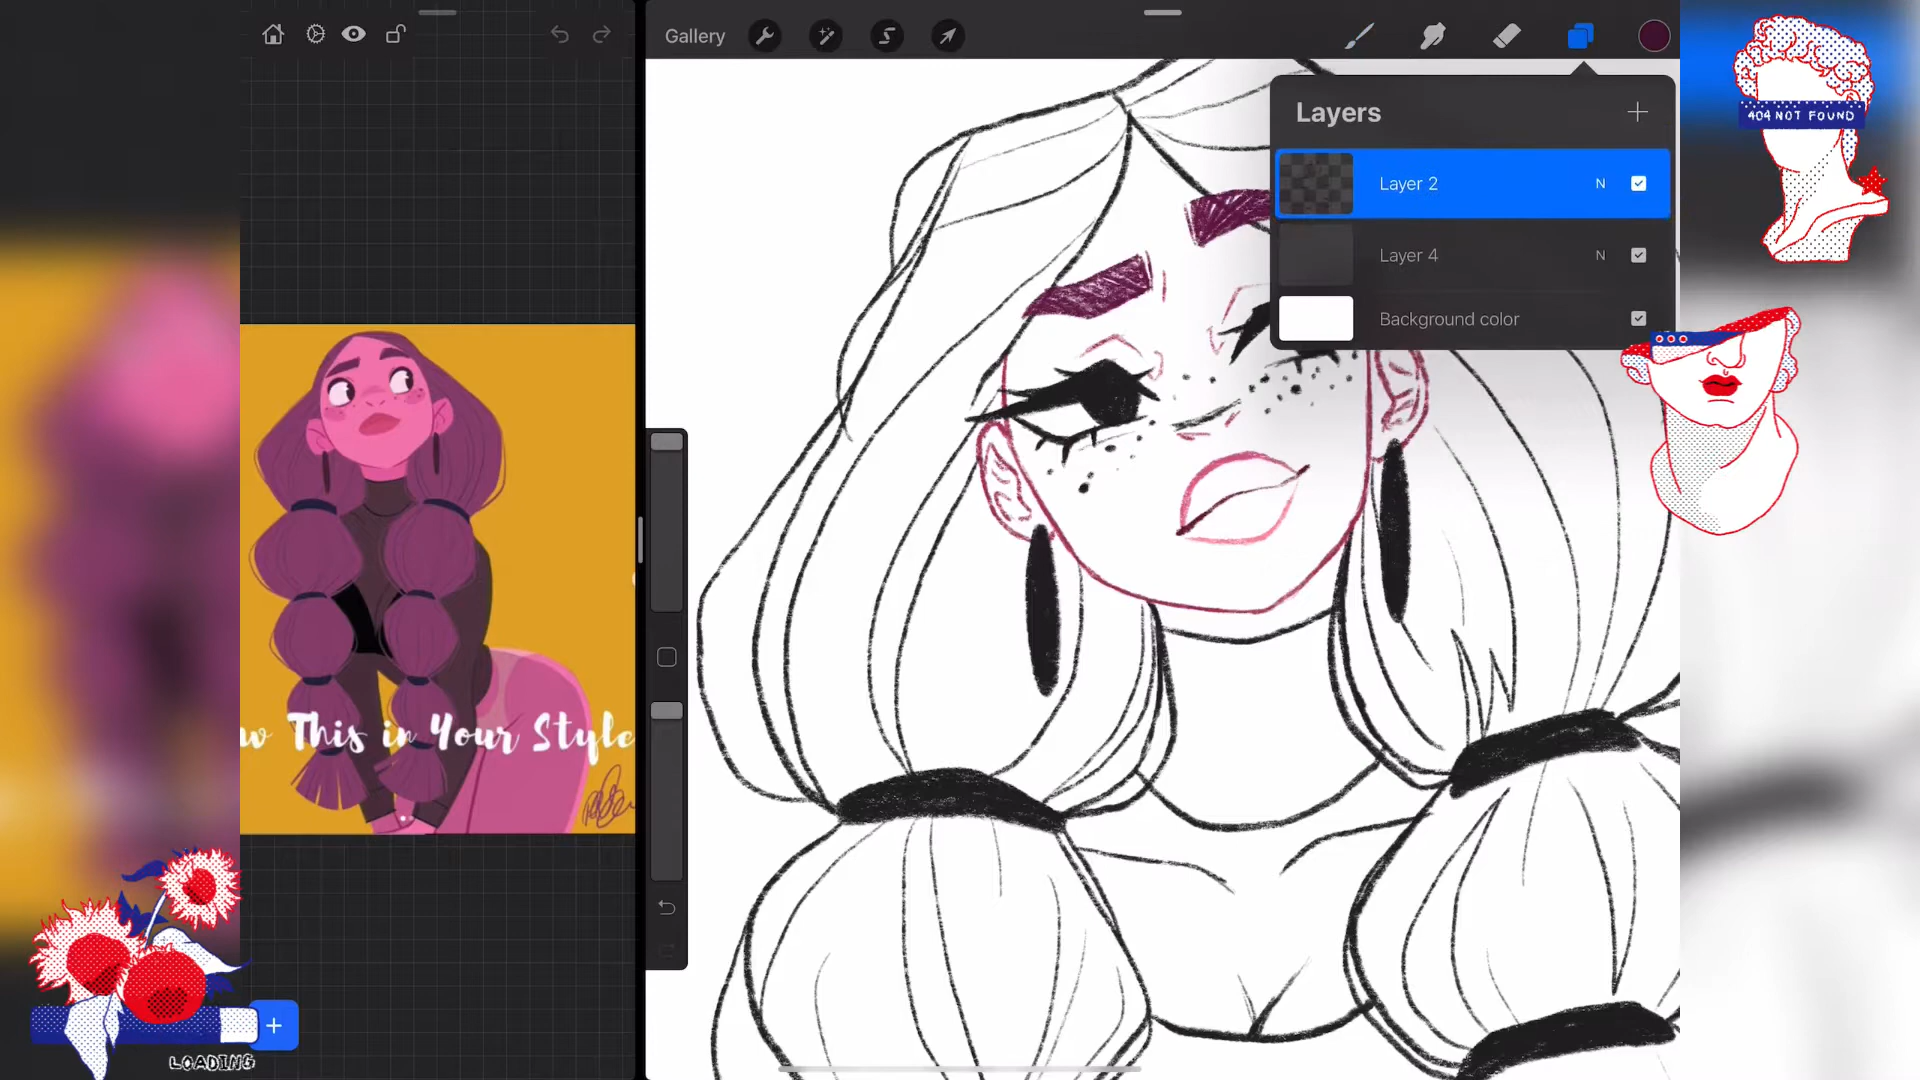 Gallery
Layers
Layer 2 N
Layer 4 N
Background color
404 NOT FOUND
This in Your Style
LOADING